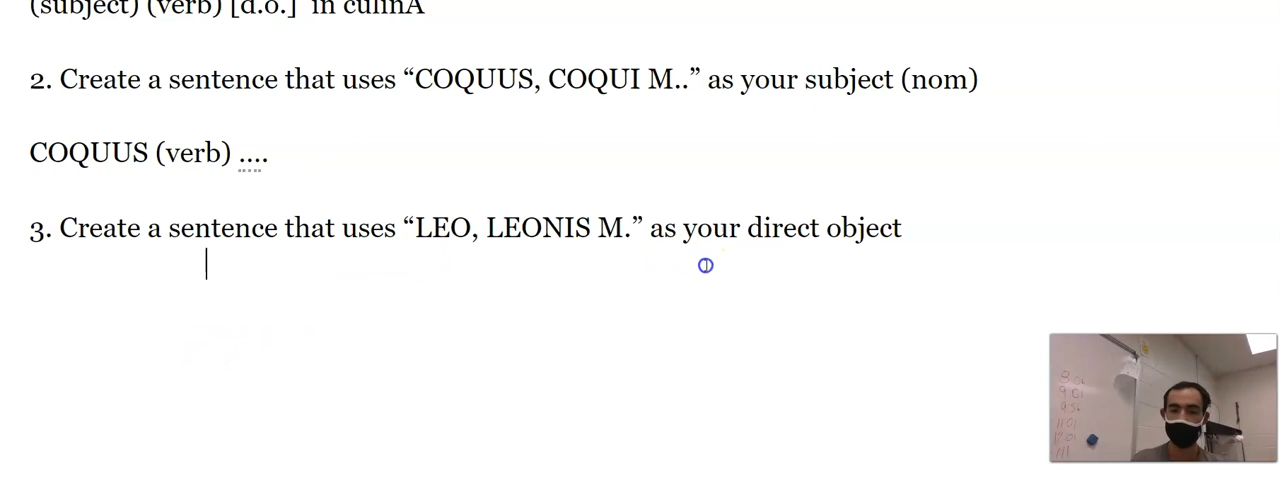 (subject) (verb) [d.o.] in culinA
2. Create a sentence that uses “COQUUS, COQUI M..” as your subject (nom)
COQUUS (verb) ....
3. Create a sentence that uses “LEO, LEONIS M.” as your direct object